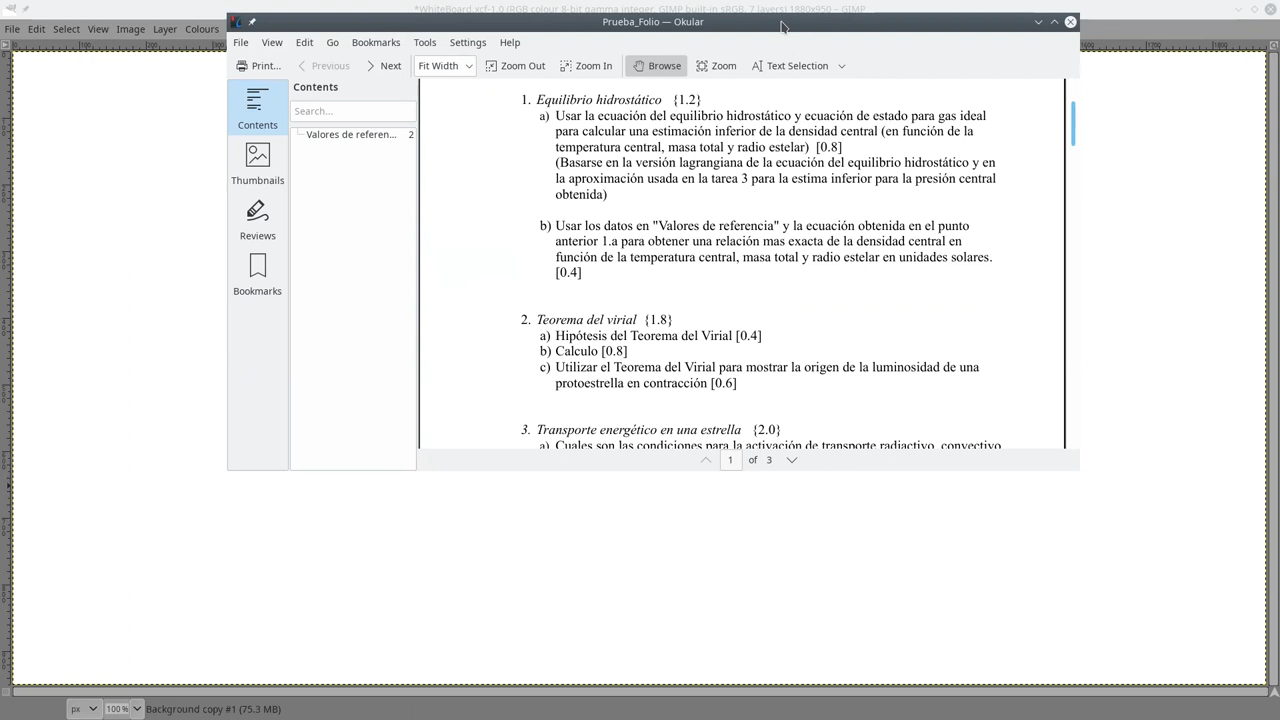 *WhiteBoard.xcf-1.0 (RGB colour 8-bit gamma integer, GIMP built-in sRGB, 7 layers) 1880x950 – GIMP
Prueba_Folio — Okular
File Edit Select View Image Layer Colours
File View Edit Go Bookmarks Tools Settings Help
Print... Previous Next Fit Width Zoom Out Zoom In Browse Zoom Text Selection
Contents
Search...
Valores de referen... 2
Contents
Thumbnails
Reviews
Bookmarks
1. Equilibrio hidrostático {1.2}
a) Usar la ecuación del equilibrio hidrostático y ecuación de estado para gas ideal
para calcular una estimación inferior de la densidad central (en función de la
temperatura central, masa total y radio estelar) [0.8]
(Basarse en la versión lagrangiana de la ecuación del equilibrio hidrostático y en
la aproximación usada en la tarea 3 para la estima inferior para la presión central
obtenida)
b) Usar los datos en "Valores de referencia" y la ecuación obtenida en el punto
anterior 1.a para obtener una relación mas exacta de la densidad central en
función de la temperatura central, masa total y radio estelar en unidades solares.
[0.4]
2. Teorema del virial {1.8}
a) Hipótesis del Teorema del Virial [0.4]
b) Calculo [0.8]
c) Utilizar el Teorema del Virial para mostrar la origen de la luminosidad de una
protoestrella en contracción [0.6]
3. Transporte energético en una estrella {2.0}
a) Cuales son las condiciones para la activación de transporte radiactivo, convectivo
1 of 3
px 100% Background copy #1 (75.3 MB)